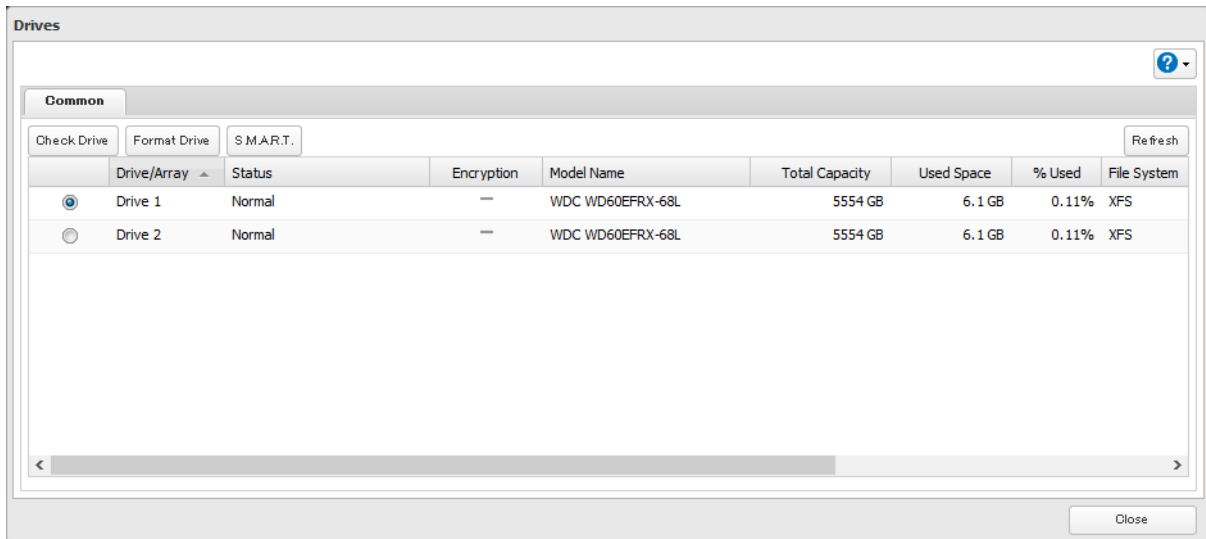 Drives
?
Common
Check Drive Format Drive S.M.A.R.T. Refresh
Drive/Array Status Encryption Model Name Total Capacity Used Space % Used File System
Drive 1 Normal — WDC WD60EFRX-68L 5554 GB 6.1 GB 0.11% XFS
Drive 2 Normal — WDC WD60EFRX-68L 5554 GB 6.1 GB 0.11% XFS
Close